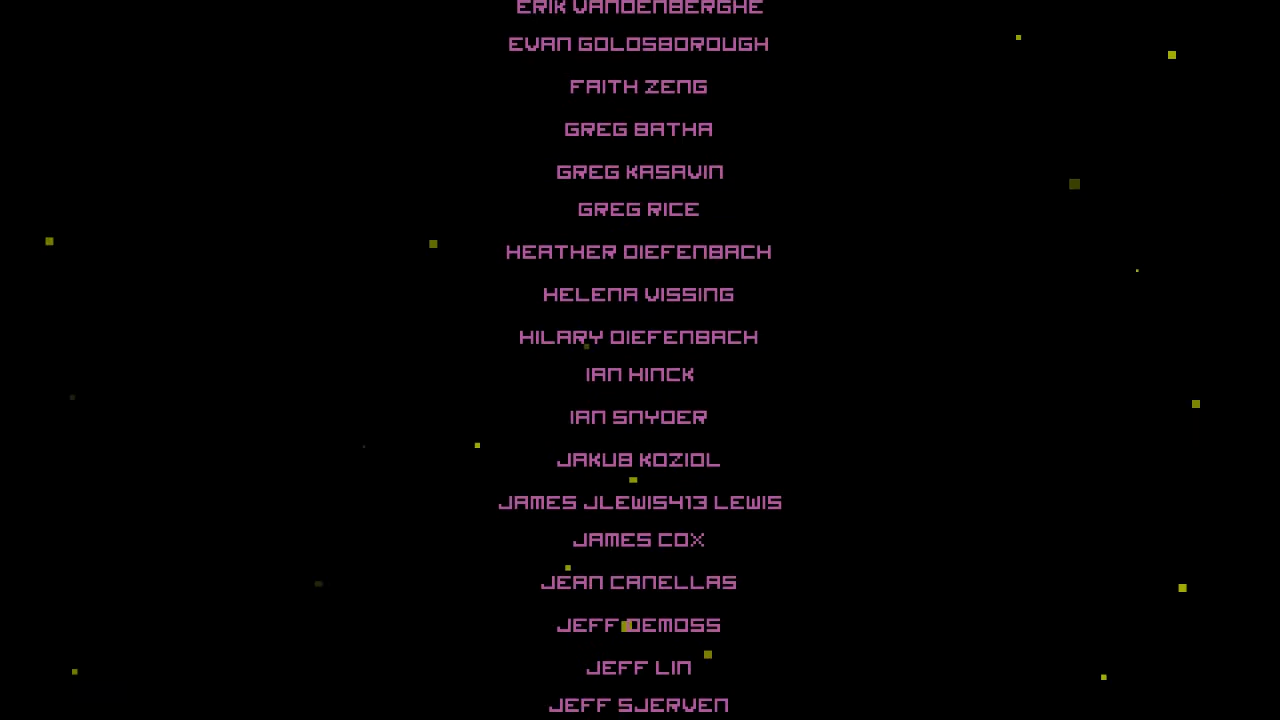 ERIK VANDENBERGHE
EVAN GOLDSBOROUGH
FAITH ZENG
GREG BATHA
GREG KASAVIN
GREG RICE
HEATHER DIEFENBACH
HELENA WISSING
HILARY DIEFENBACH
IAN HINCK
IAN SNYDER
JAKUB KOZIOL
JAMES JLEWIS413 LEWIS
JAMES COX
JEAN CANELLAS
JEFF DEMOSS
JEFF LIN
JEFF SJERVEN